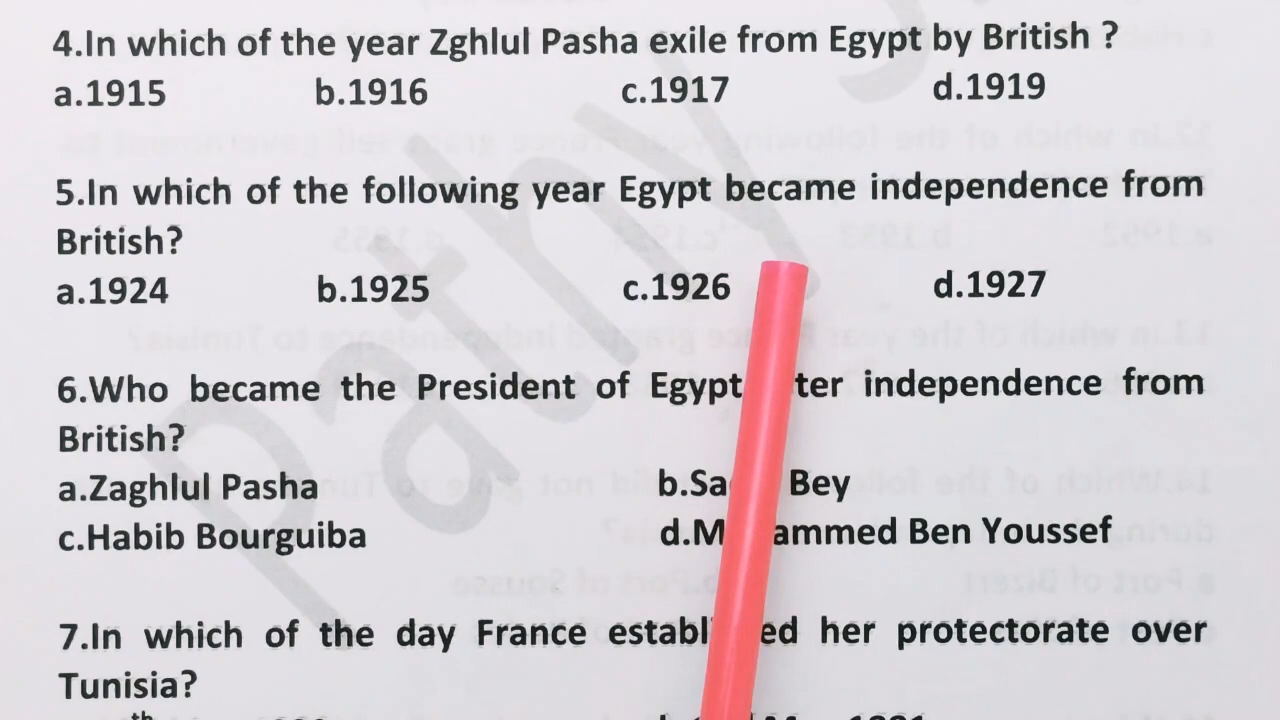 4.In which of the year Zghlul Pasha exile from Egypt by British ?
a.1915 b.1916 c.1917 d.1919
5.In which of the following year Egypt became independence from
British?
a.1924 b.1925 c.1926 d.1927
6.Who became the President of Egypt ter independence from
British?
a.Zaghlul Pasha b.Sa Bey
c.Habib Bourguiba d.M ammed Ben Youssef
7.In which of the day France establi ed her protectorate over
Tunisia?
th